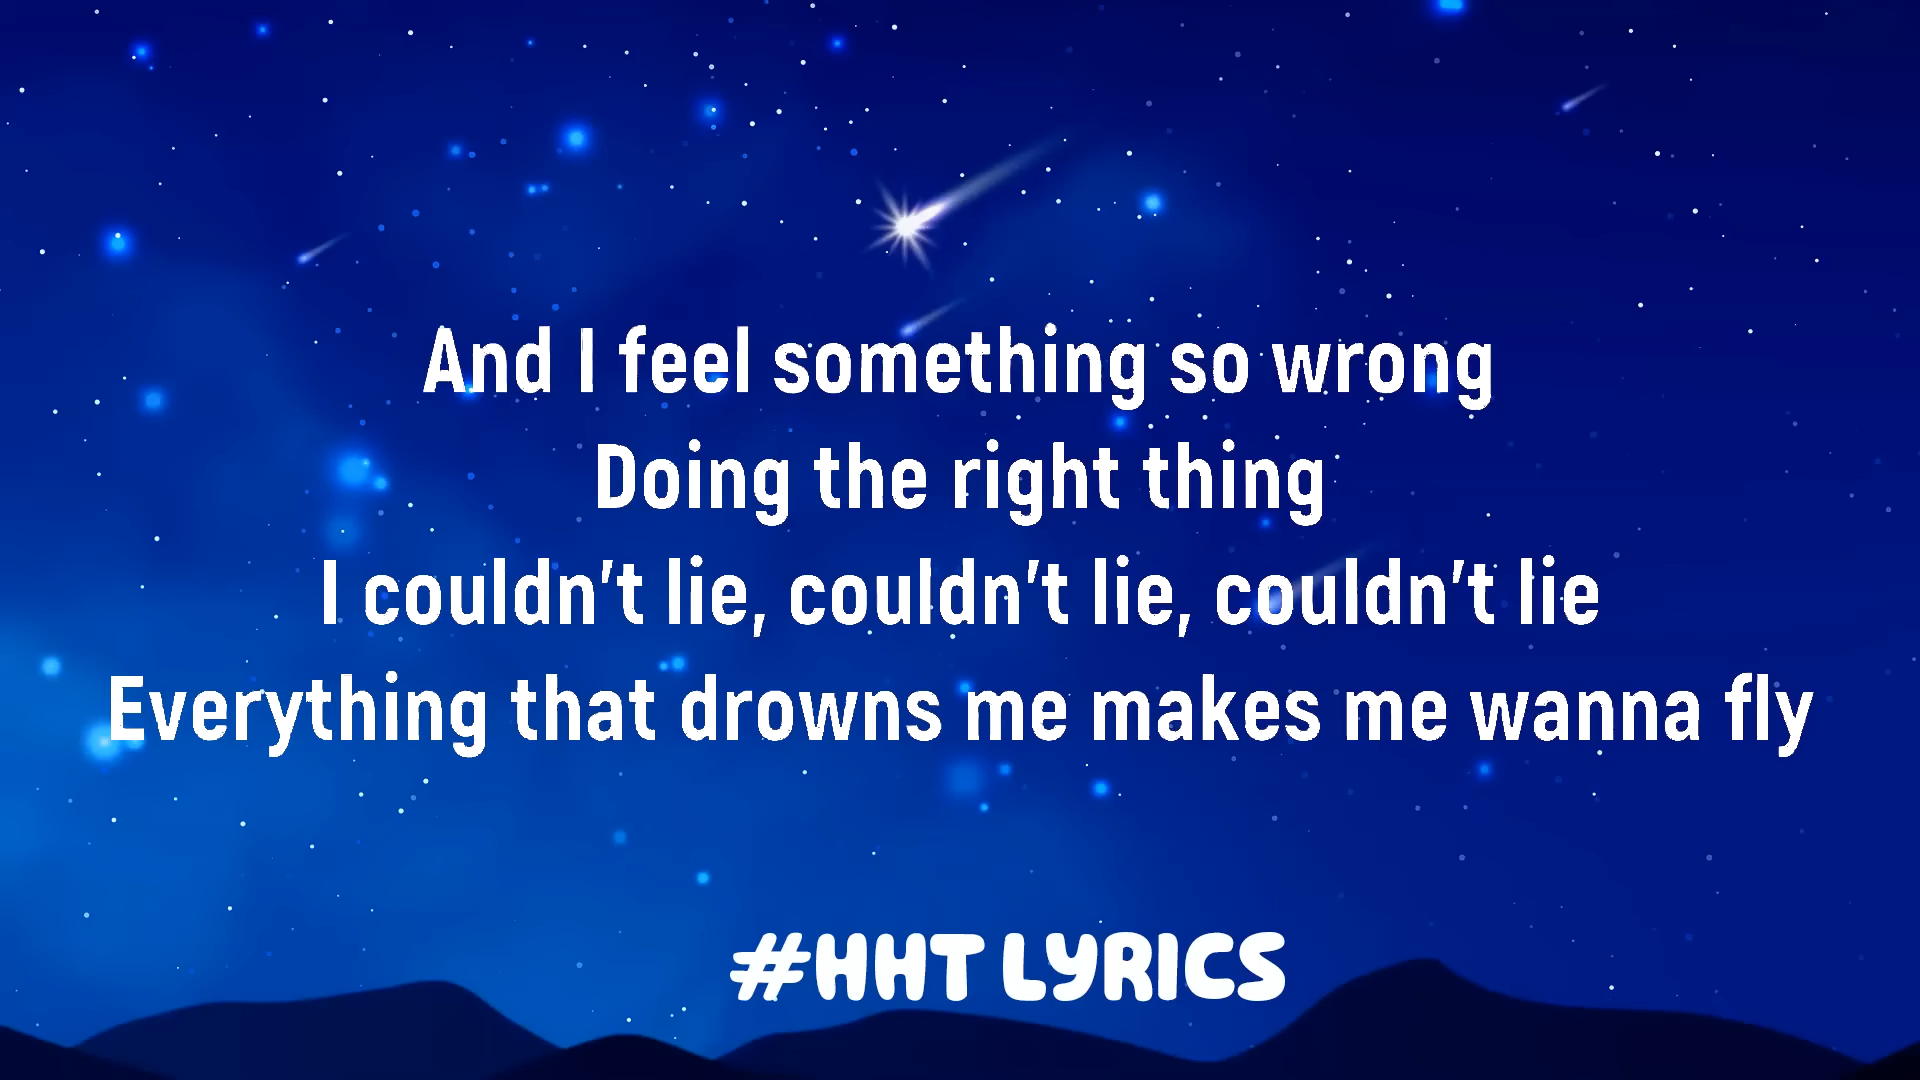 And I feel something so wrong
Doing the right thing
I couldn't lie, couldn't lie, couldn't lie
Everything that drowns me makes me wanna fly
#HHT LYRICS